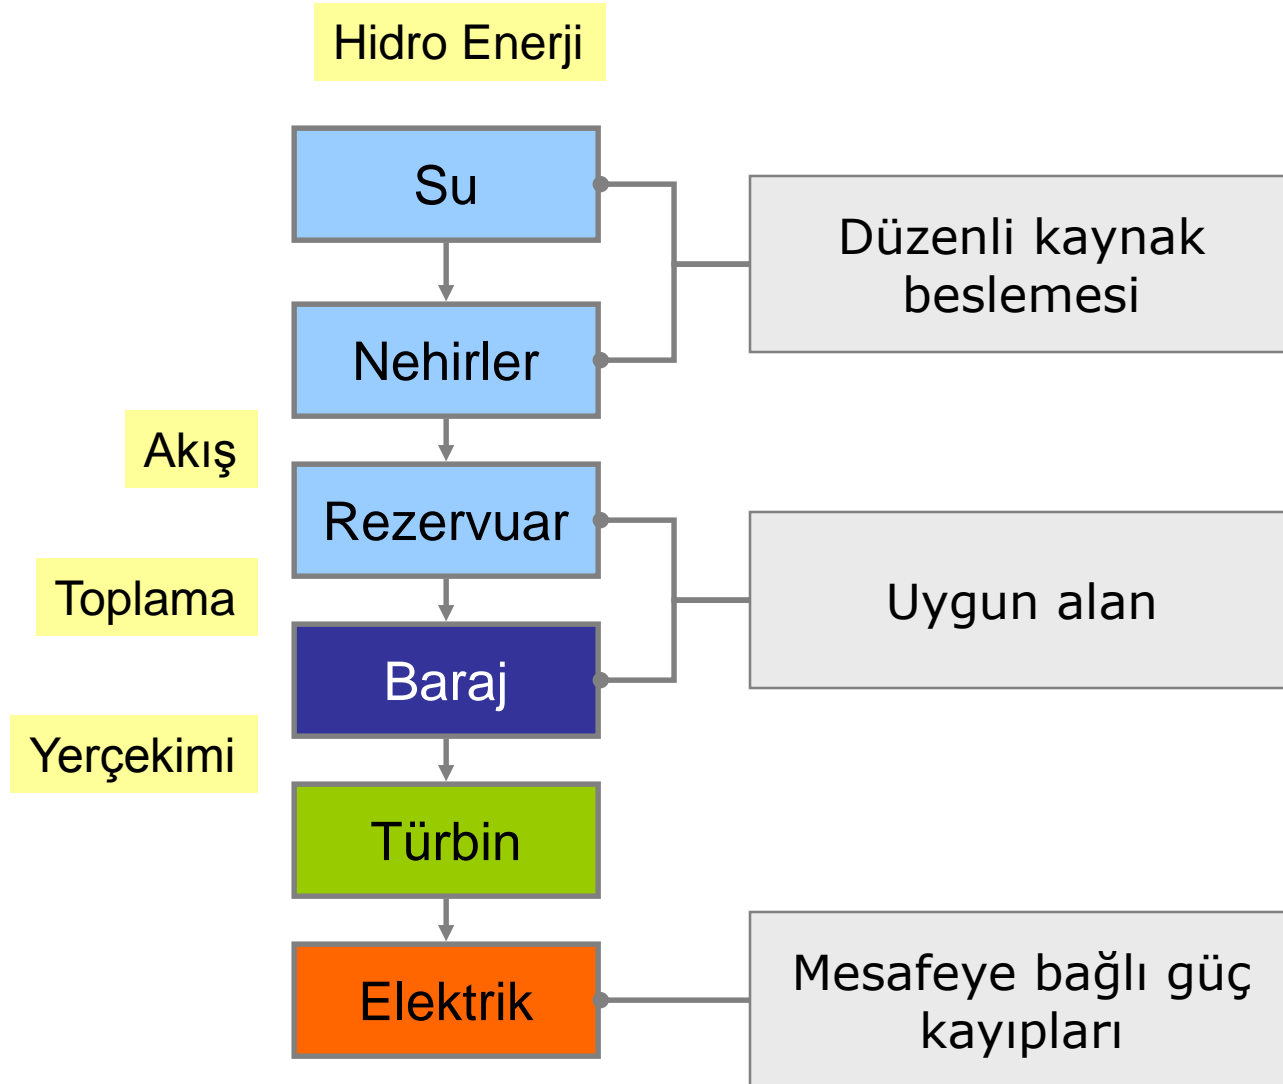 Hidro Enerji
Su
Düzenli kaynak
beslemesi
Nehirler
Akış
Rezervuar
Toplama
Uygun alan
Baraj
Yerçekimi
Türbin
Elektrik
Mesafeye bağlı güç
kayıpları